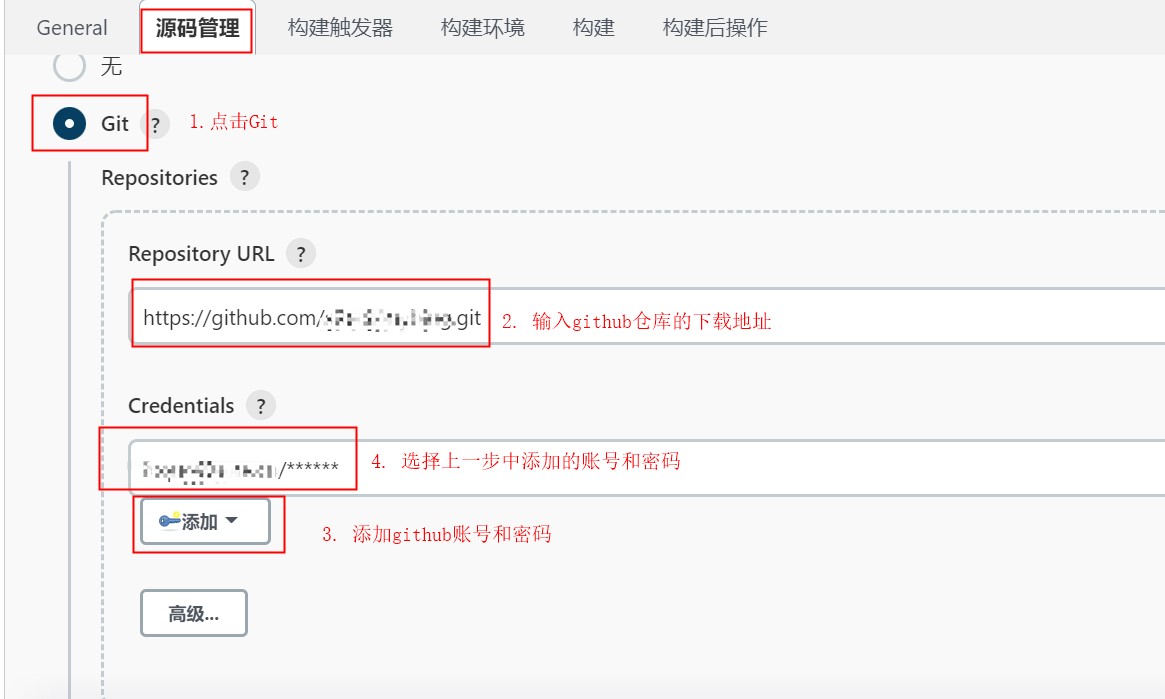 General 源码管理 构建触发器 构建环境 构建 构建后操作
无
Git ? 1.点击Git
Repositories ?
Repository URL ?
https://github.com/ .git 2. 输入github仓库的下载地址
Credentials ?
/****** 4. 选择上一步中添加的账号和密码
添加 3. 添加github账号和密码
高级...